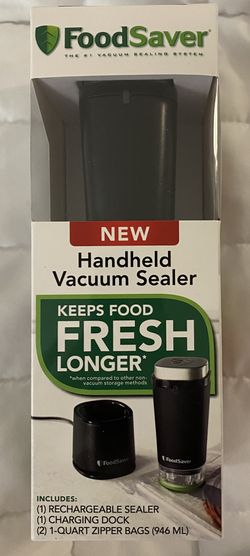 FoodSaver®
THE #1 VACUUM SEALING SYSTEM
NEW
Handheld
Vacuum Sealer
KEEPS FOOD
FRESH
LONGER*
*when compared to other non-
vacuum storage methods
FoodSaver
FoodSaver
INCLUDES:
(1) RECHARGEABLE SEALER
(1) CHARGING DOCK
(2) 1-QUART ZIPPER BAGS (946 ML)